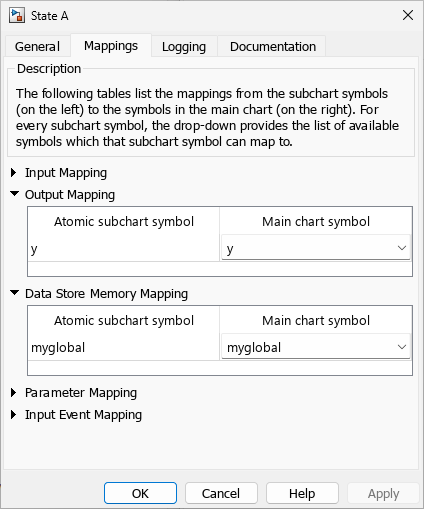 State A
General Mappings Logging Documentation
Description
The following tables list the mappings from the subchart symbols
(on the left) to the symbols in the main chart (on the right). For
every subchart symbol, the drop-down provides the list of available
symbols which that subchart symbol can map to.
Input Mapping
Output Mapping
Atomic subchart symbol Main chart symbol
y y
Data Store Memory Mapping
Atomic subchart symbol Main chart symbol
myglobal myglobal
Parameter Mapping
Input Event Mapping
OK Cancel Help Apply